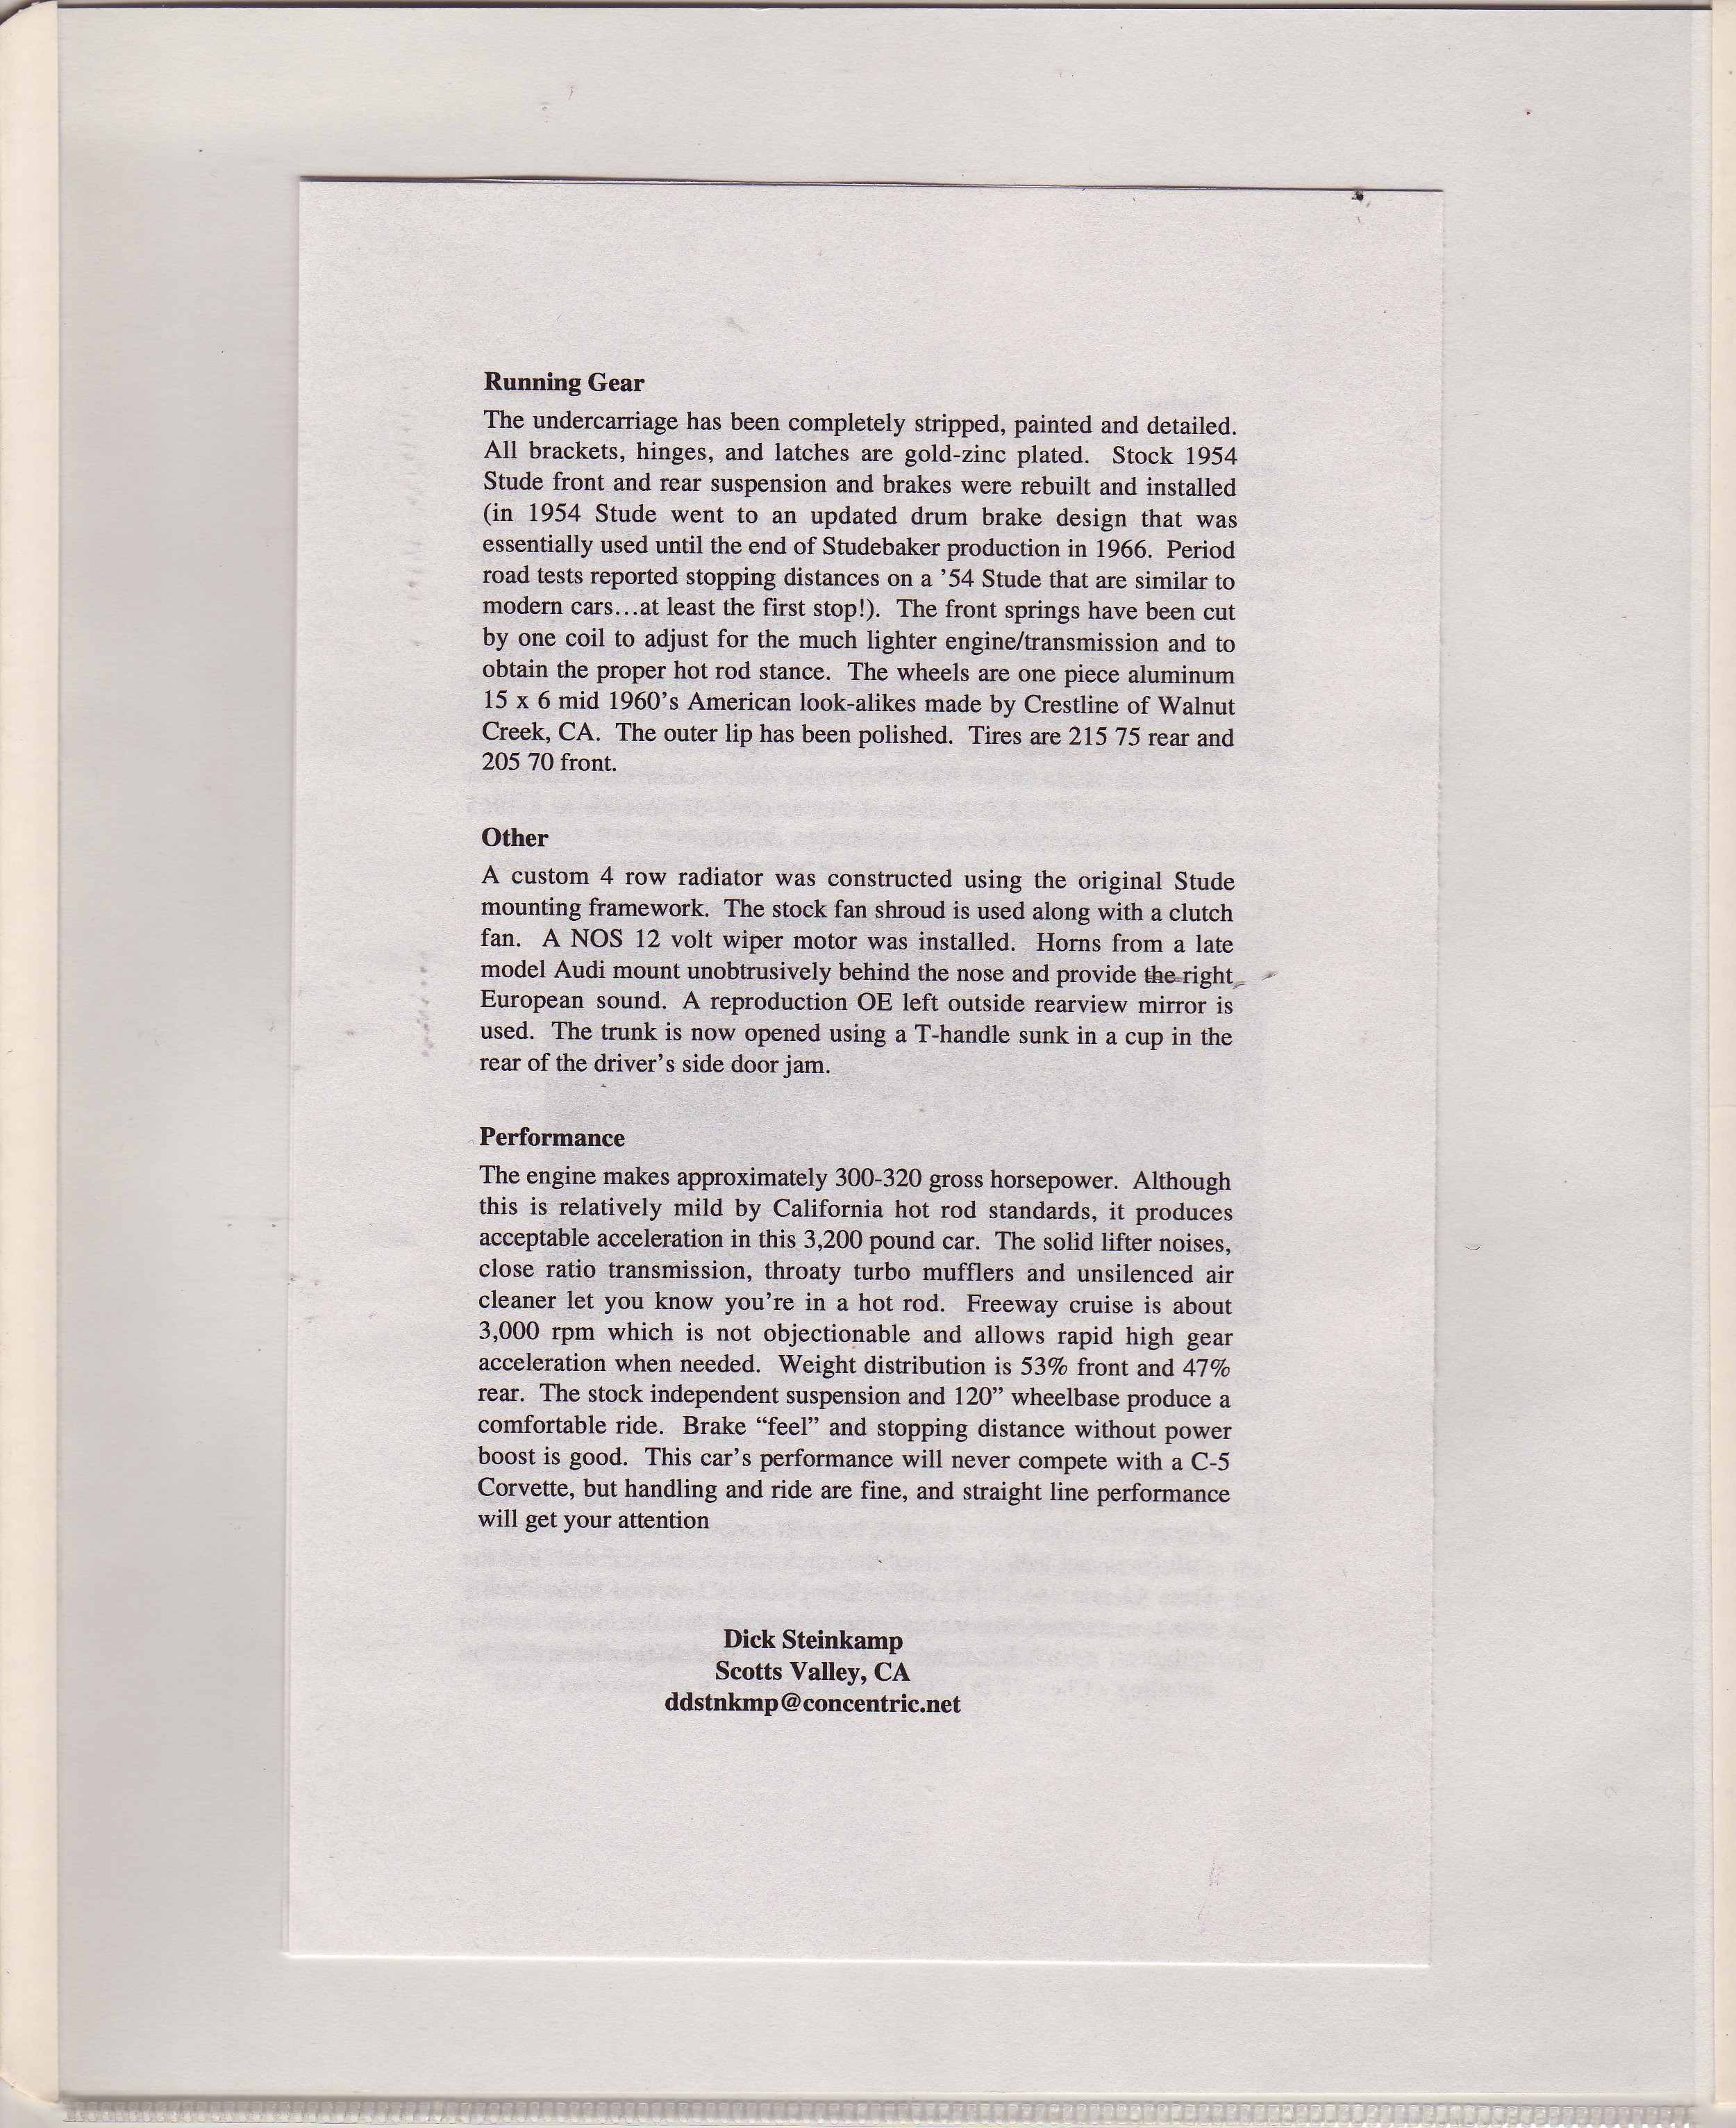 Running Gear
The undercarriage has been completely stripped, painted and detailed.
All brackets, hinges, and latches are gold-zinc plated. Stock 1954
Stude front and rear suspension and brakes were rebuilt and installed
(in 1954 Stude went to an updated drum brake design that was
essentially used until the end of Studebaker production in 1966. Period
road tests reported stopping distances on a ’54 Stude that are similar to
modern cars…at least the first stop!). The front springs have been cut
by one coil to adjust for the much lighter engine/transmission and to
obtain the proper hot rod stance. The wheels are one piece aluminum
15 x 6 mid 1960’s American look-alikes made by Crestline of Walnut
Creek, CA. The outer lip has been polished. Tires are 215 75 rear and
205 70 front.
Other
A custom 4 row radiator was constructed using the original Stude
mounting framework. The stock fan shroud is used along with a clutch
fan. A NOS 12 volt wiper motor was installed. Horns from a late
model Audi mount unobtrusively behind the nose and provide the right
European sound. A reproduction OE left outside rearview mirror is
used. The trunk is now opened using a T-handle sunk in a cup in the
rear of the driver’s side door jam.
Performance
The engine makes approximately 300-320 gross horsepower. Although
this is relatively mild by California hot rod standards, it produces
acceptable acceleration in this 3,200 pound car. The solid lifter noises,
close ratio transmission, throaty turbo mufflers and unsilenced air
cleaner let you know you’re in a hot rod. Freeway cruise is about
3,000 rpm which is not objectionable and allows rapid high gear
acceleration when needed. Weight distribution is 53% front and 47%
rear. The stock independent suspension and 120” wheelbase produce a
comfortable ride. Brake “feel” and stopping distance without power
boost is good. This car’s performance will never compete with a C-5
Corvette, but handling and ride are fine, and straight line performance
will get your attention
Dick Steinkamp
Scotts Valley, CA
ddstnkmp@concentric.net